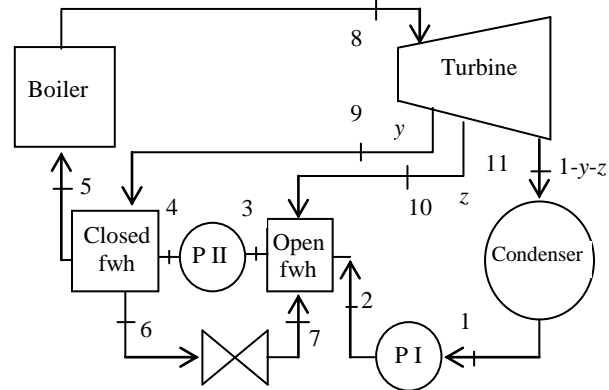 8
Turbine
Boiler
9
y
11
1-y-z
10
z
5
4
3
Closed
fwh
P II
Open
fwh
Condenser
2
1
6
7
P I